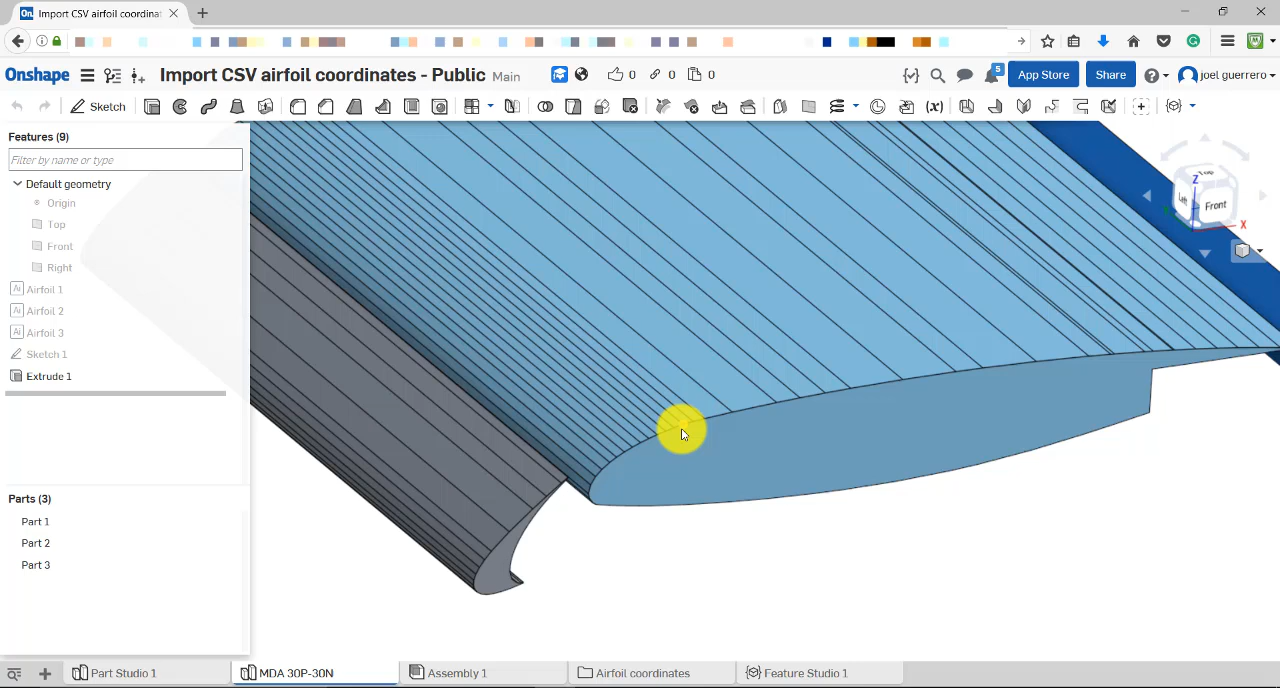 Import CSV airfoil coordinat
Onshape
Import CSV airfoil coordinates - Public Main
0 0 0
5
App Store
Share
joel guerrero
Sketch
(x)
Features (9)
Filter by name or type
Default geometry
Origin
Top
Front
Right
Airfoil 1
Airfoil 2
Airfoil 3
Sketch 1
Extrude 1
Parts (3)
Part 1
Part 2
Part 3
Top
Z
Left
Front
X
Part Studio 1
MDA 30P-30N
Assembly 1
Airfoil coordinates
Feature Studio 1